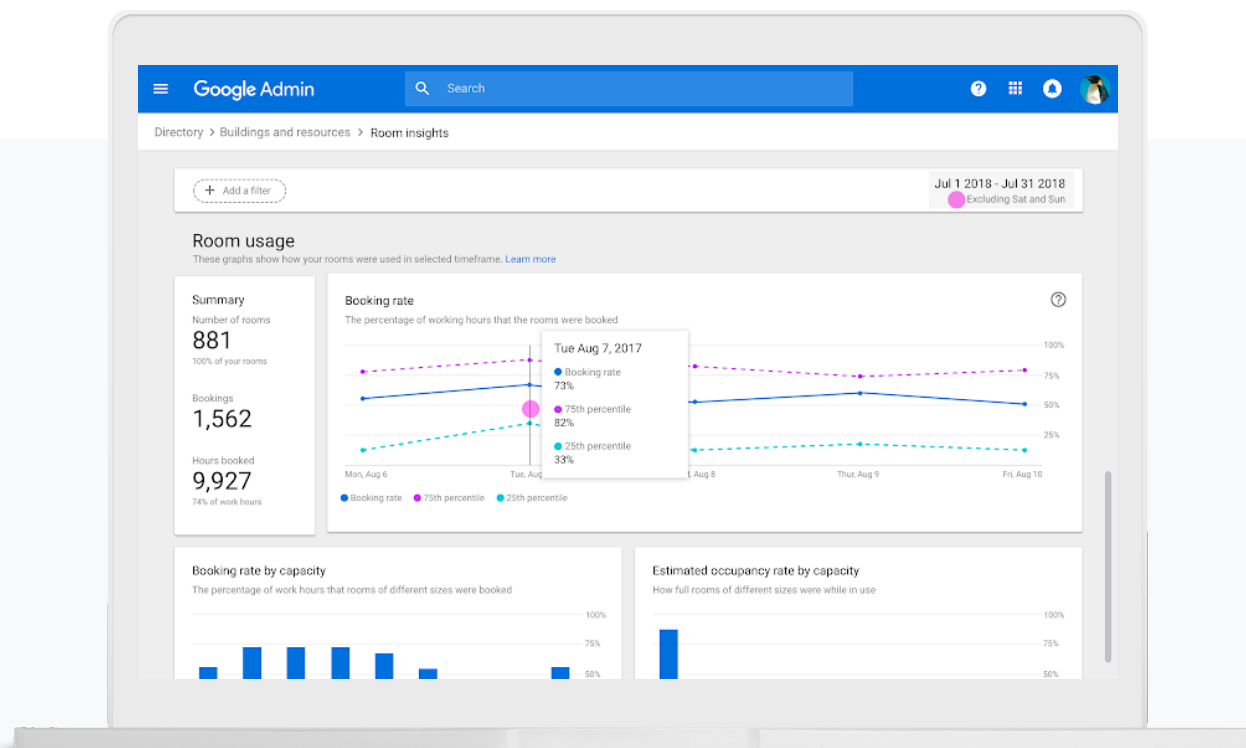 Google Admin
Search
Directory > Buildings and resources > Room insights
+ Add a filter
Jul 1 2018 - Jul 31 2018
Excluding Sat and Sun
Room usage
These graphs show how your rooms were used in selected timeframe. Learn more
Summary
Number of rooms
881
100% of your rooms
Bookings
1,562
Hours booked
9,927
74% of work hours
Booking rate
The percentage of working hours that the rooms were booked
100%
75%
50%
25%
Tue Aug 7, 2017
Booking rate
73%
75th percentile
82%
25th percentile
33%
Mon, Aug 6
Tue, Aug
Aug 8
Thur, Aug 9
Fri, Aug 10
Booking rate
75th percentile
25th percentile
Booking rate by capacity
The percentage of work hours that rooms of different sizes were booked
100%
75%
50%
Estimated occupancy rate by capacity
How full rooms of different sizes were while in use
100%
75%
50%